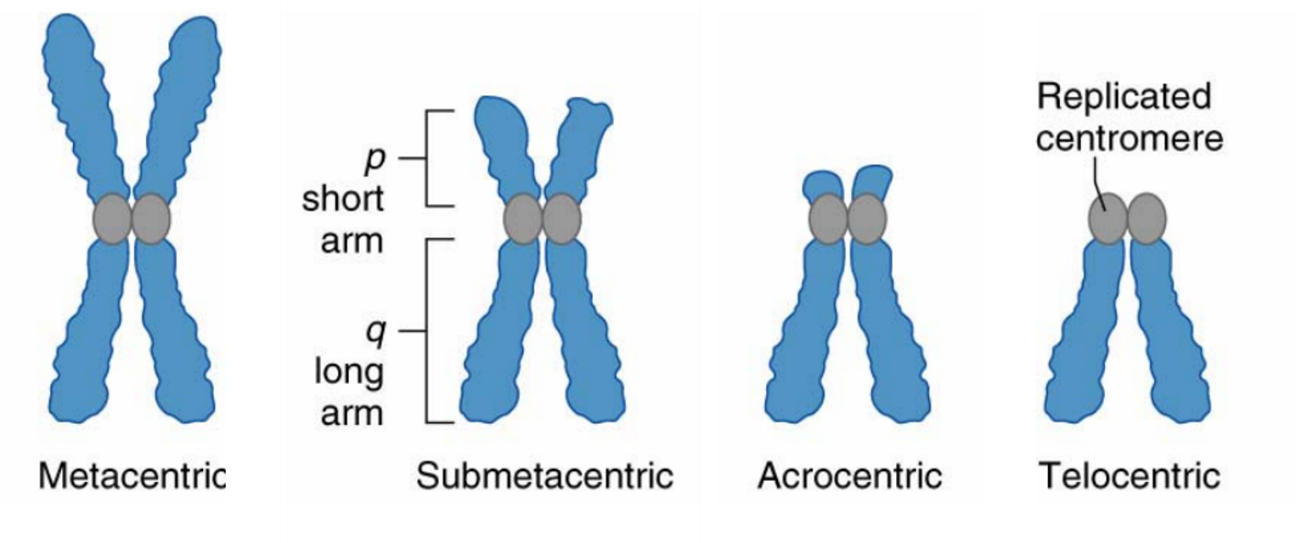 p
short
arm
q
long
arm
Replicated
centromere
Metacentric
Submetacentric
Acrocentric
Telocentric